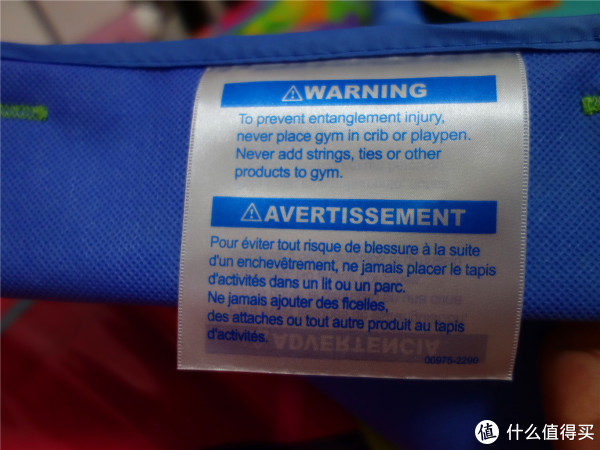 ⚠WARNING
To prevent entanglement injury,
never place gym in crib or playpen.
Never add strings, ties or other
products to gym.
⚠AVERTISSEMENT
Pour éviter tout risque de blessure à la suite
d'un enchevêtrement, ne jamais placer le tapis
d'activités dans un lit ou un parc.
Ne jamais ajouter des ficelles,
des attaches ou tout autre produit au tapis
d'activités.
ADVERTENCIA
00975-2269
值 什么值得买